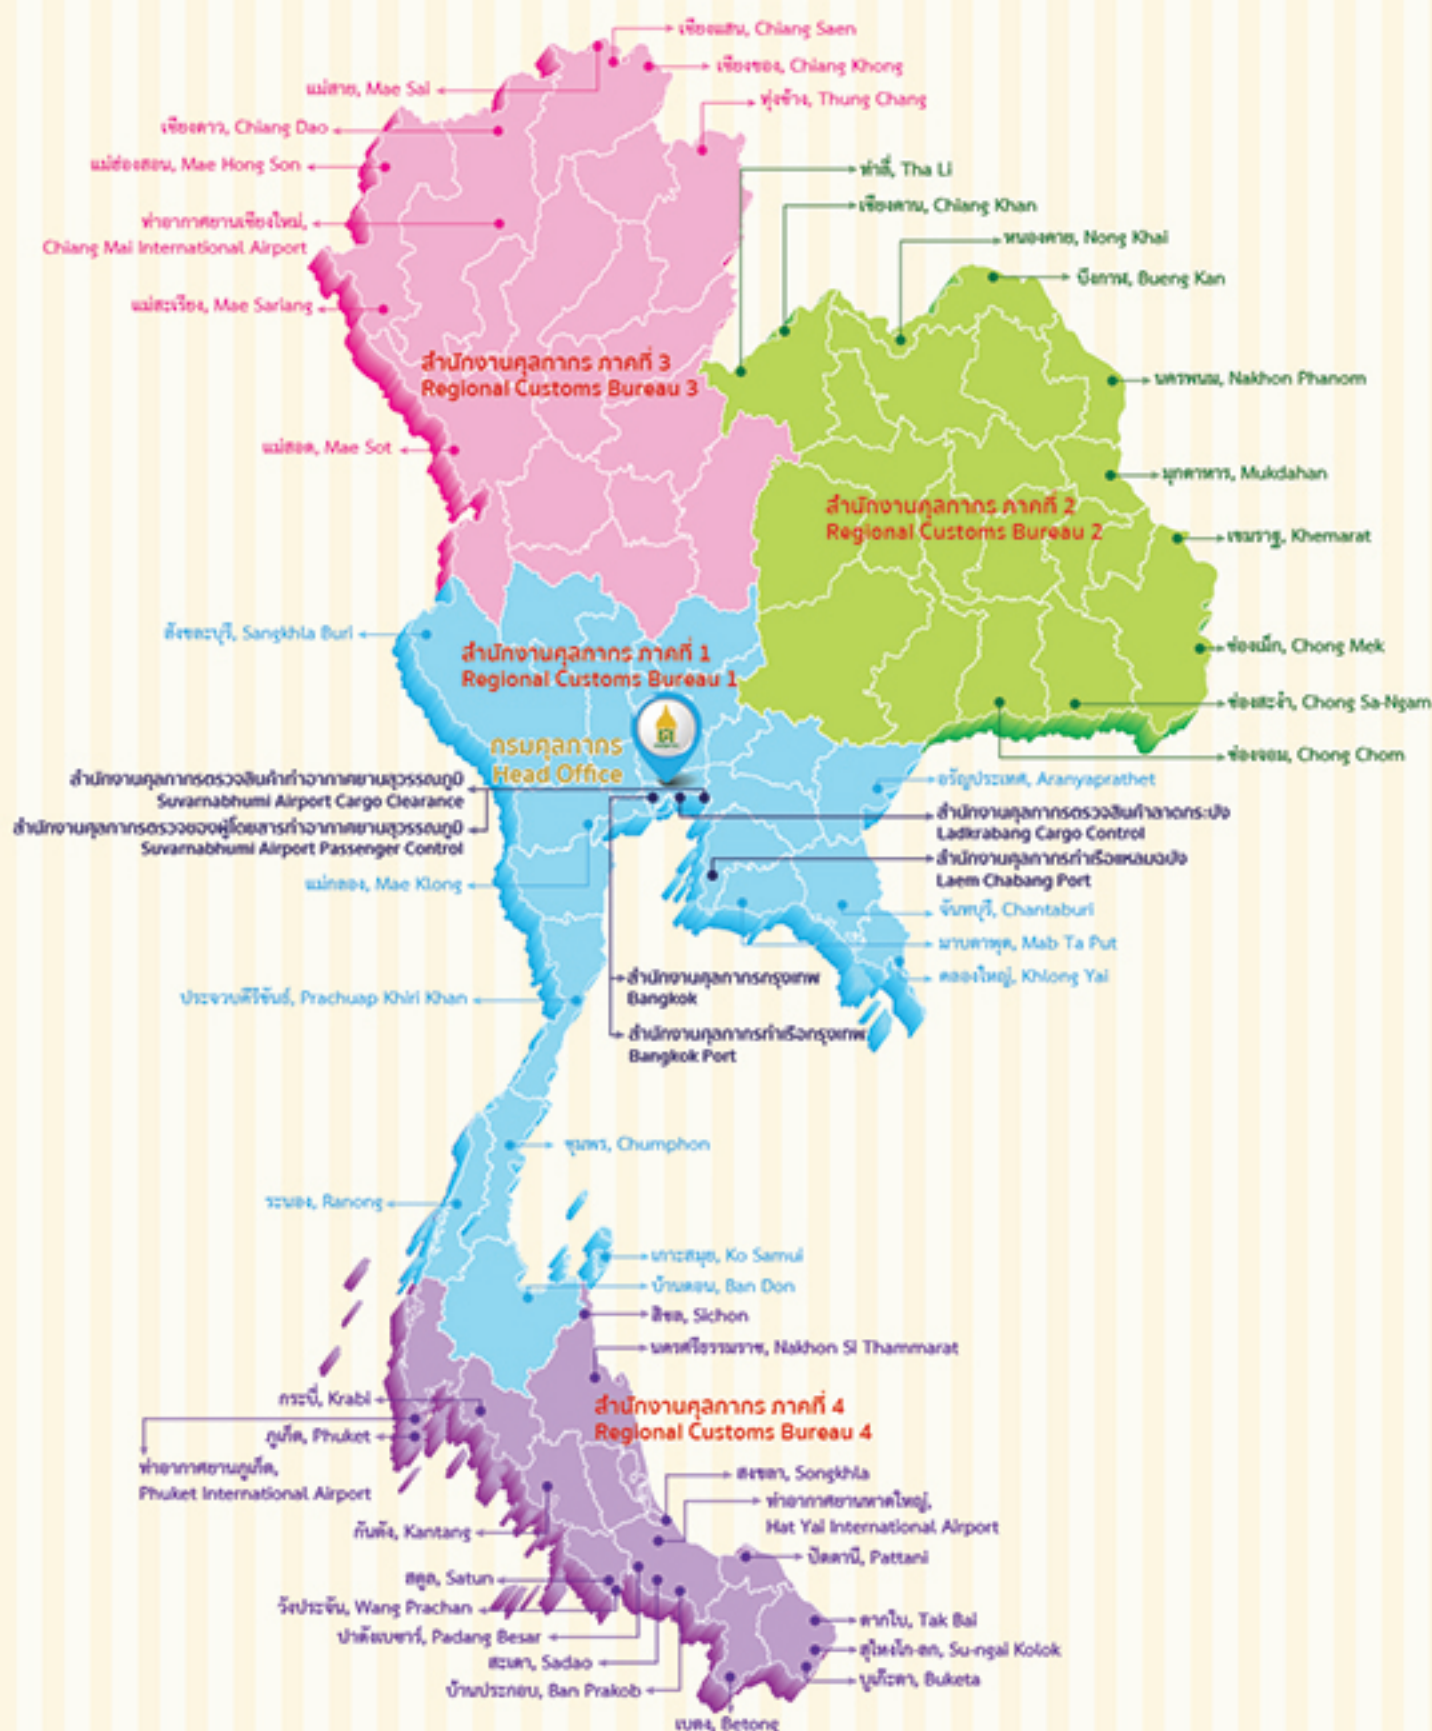 เชียงแสน, Chiang Saen
เชียงของ, Chiang Khong
แม่สาย, Mae Sai
ทุ่งช้าง, Thung Chang
เชียงดาว, Chiang Dao
แม่ฮ่องสอน, Mae Hong Son
ท่าลี่, Tha Li
เชียงคาน, Chiang Khan
ท่าอากาศยานเชียงใหม่,
Chiang Mai International Airport
หนองคาย, Nong Khai
บึงกาฬ, Bueng Kan
แม่สะเรียง, Mae Sariang
สำนักงานศุลกากร ภาคที่ 3
Regional Customs Bureau 3
นครพนม, Nakhon Phanom
แม่สอด, Mae Sot
มุกดาหาร, Mukdahan
สำนักงานศุลกากร ภาคที่ 2
Regional Customs Bureau 2
เขมราฐ, Khemarat
สังขละบุรี, Sangkhla Buri
สำนักงานศุลกากร ภาคที่ 1
Regional Customs Bureau 1
ช่องเม็ก, Chong Mek
ช่องสะงำ, Chong Sa-Ngam
ช่องจอม, Chong Chom
กรมศุลกากร
Head Office
สำนักงานศุลกากรตรวจสินค้าท่าอากาศยานสุวรรณภูมิ
Suvarnabhumi Airport Cargo Clearance
อรัญประเทศ, Aranyaprathet
สำนักงานศุลกากรตรวจของผู้โดยสารท่าอากาศยานสุวรรณภูมิ
Suvarnabhumi Airport Passenger Control
สำนักงานศุลกากรตรวจสินค้าลาดกระบัง
Ladkrabang Cargo Control
สำนักงานศุลกากรท่าเรือแหลมฉบัง
Laem Chabang Port
แม่กลอง, Mae Klong
จันทบุรี, Chantaburi
มาบตาพุด, Mab Ta Put
คลองใหญ่, Khlong Yai
สำนักงานศุลกากรกรุงเทพ
Bangkok
ประจวบคีรีขันธ์, Prachuap Khiri Khan
สำนักงานศุลกากรท่าเรือกรุงเทพ
Bangkok Port
ชุมพร, Chumphon
ระนอง, Ranong
เกาะสมุย, Ko Samui
บ้านดอน, Ban Don
สิชล, Sichon
นครศรีธรรมราช, Nakhon Si Thammarat
กระบี่, Krabi
สำนักงานศุลกากร ภาคที่ 4
Regional Customs Bureau 4
ภูเก็ต, Phuket
ท่าอากาศยานภูเก็ต,
Phuket International Airport
สงขลา, Songkhla
ท่าอากาศยานหาดใหญ่,
Hat Yai International Airport
กันตัง, Kantang
ปัตตานี, Pattani
สตูล, Satun
วังประจัน, Wang Prachan
ตากใบ, Tak Bai
ปาดังเบซาร์, Padang Besar
สุไหงโก-ลก, Su-ngai Kolok
สะเดา, Sadao
บูเก๊ะตา, Buketa
บ้านประกอบ, Ban Prakob
เบตง, Betong